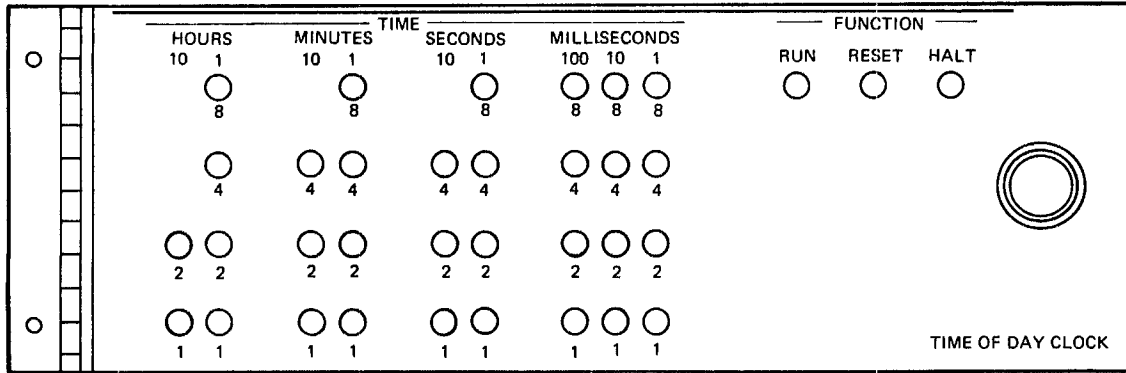 TIME FUNCTION
HOURS MINUTES SECONDS MILLISECONDS
10 1 10 1 10 1 100 10 1 RUN RESET HALT
8 8 8 8 8 8
4 4 4 4 4 4 4 4
2 2 2 2 2 2 2 2 2
1 1 1 1 1 1 1 1 1
TIME OF DAY CLOCK